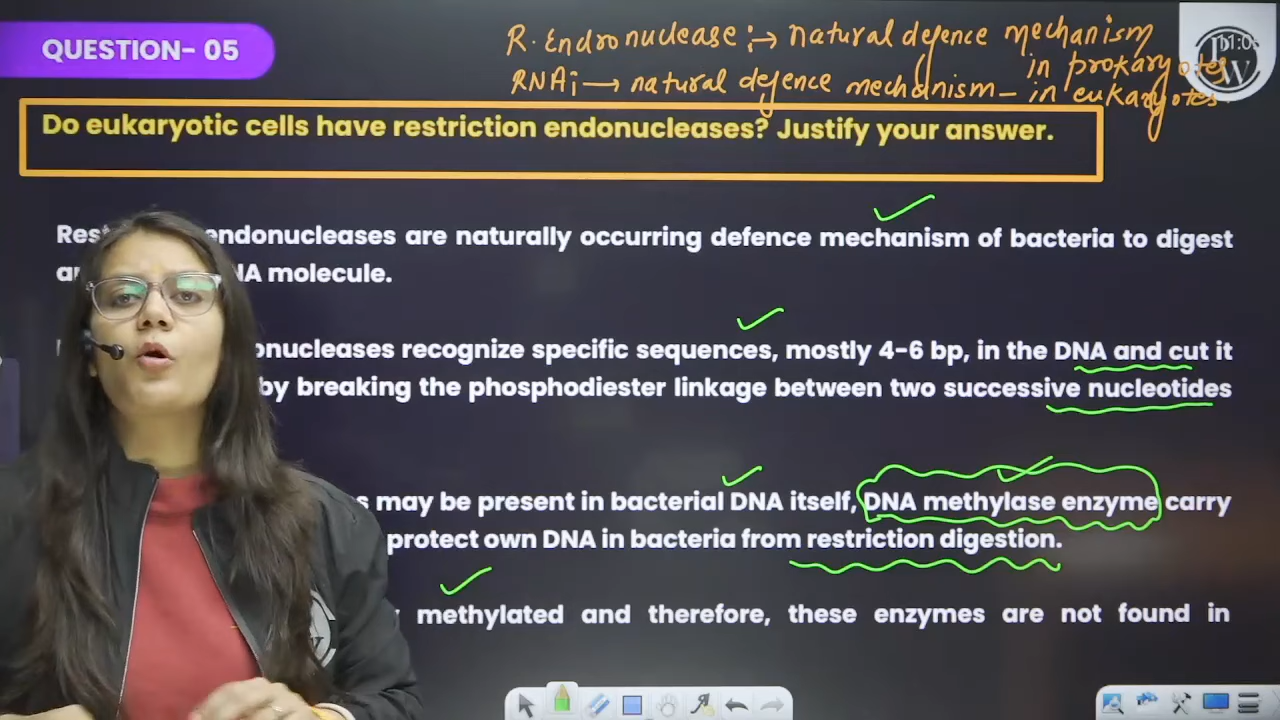 QUESTION- 05
R. Endronuclease :→ natural defence mechanism
in prokaryotes
RNAi → natural defence mechanism – in eukaryotes.
Do eukaryotic cells have restriction endonucleases? Justify your answer.
endonucleases are naturally occurring defence mechanism of bacteria to digest
molecule.
recognize specific sequences, mostly 4-6 bp, in the DNA and cut it
by breaking the phosphodiester linkage between two successive nucleotides
may be present in bacterial DNA itself, DNA methylase enzyme carry
protect own DNA in bacteria from restriction digestion.
methylated and therefore, these enzymes are not found in